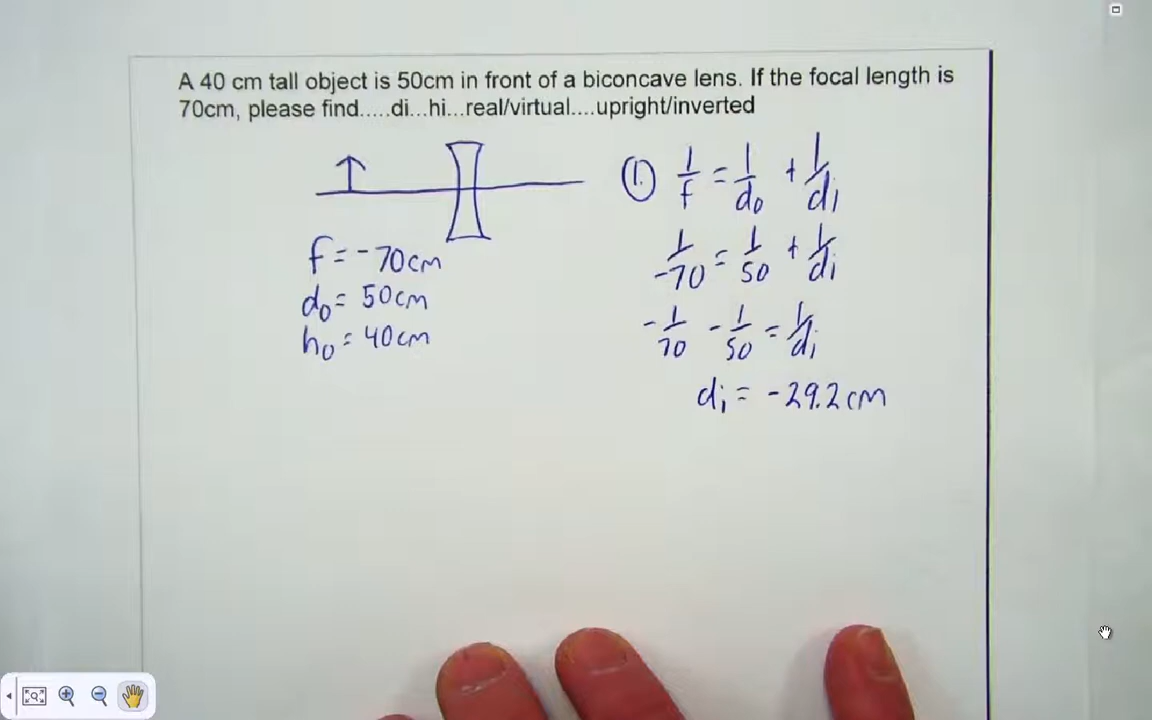 A 40 cm tall object is 50cm in front of a biconcave lens. If the focal length is
70cm, please find.....di...hi...real/virtual....upright/inverted
① 1/f = 1/do + 1/di
1/-70 = 1/50 + 1/di
-1/70 - 1/50 = 1/di
di = -29.2cm
f = -70cm
do = 50cm
ho = 40cm